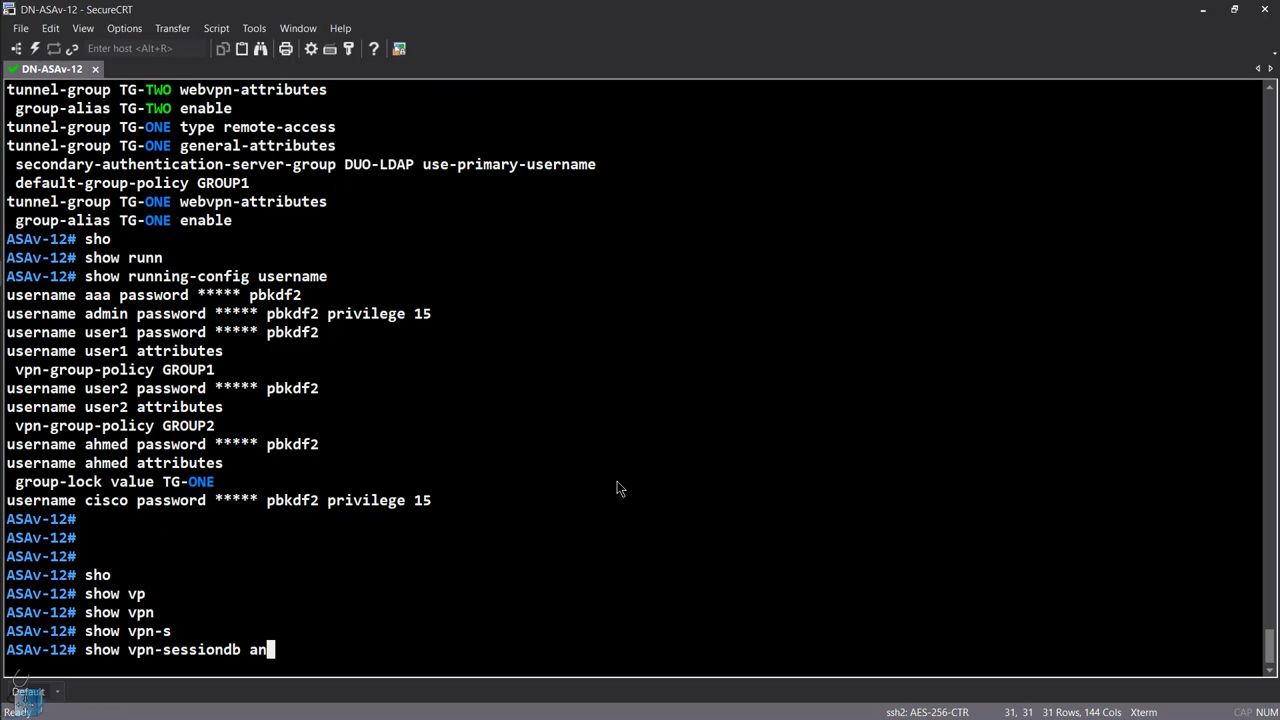 DN-ASAv-12 - SecureCRT
File Edit View Options Transfer Script Tools Window Help
Enter host <Alt+R>
DN-ASAv-12
tunnel-group TG-TWO webvpn-attributes
 group-alias TG-TWO enable
tunnel-group TG-ONE type remote-access
tunnel-group TG-ONE general-attributes
 secondary-authentication-server-group DUO-LDAP use-primary-username
 default-group-policy GROUP1
tunnel-group TG-ONE webvpn-attributes
 group-alias TG-ONE enable
ASAv-12# sho
ASAv-12# show runn
ASAv-12# show running-config username
username aaa password ***** pbkdf2
username admin password ***** pbkdf2 privilege 15
username user1 password ***** pbkdf2
username user1 attributes
 vpn-group-policy GROUP1
username user2 password ***** pbkdf2
username user2 attributes
 vpn-group-policy GROUP2
username ahmed password ***** pbkdf2
username ahmed attributes
 group-lock value TG-ONE
username cisco password ***** pbkdf2 privilege 15
ASAv-12#
ASAv-12#
ASAv-12#
ASAv-12# sho
ASAv-12# show vp
ASAv-12# show vpn
ASAv-12# show vpn-s
ASAv-12# show vpn-sessiondb an
Default
Ready ssh2: AES-256-CTR 31, 31 31 Rows, 144 Cols Xterm CAP NUM